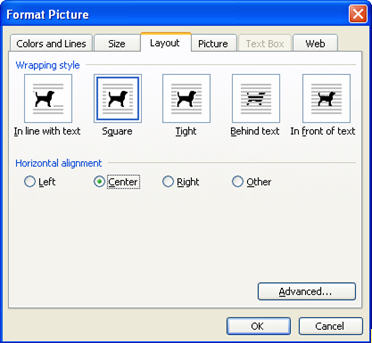 Format Picture
Colors and Lines Size Layout Picture Text Box Web
Wrapping style
In line with text Square Tight Behind text In front of text
Horizontal alignment
Left Center Right Other
Advanced...
OK Cancel